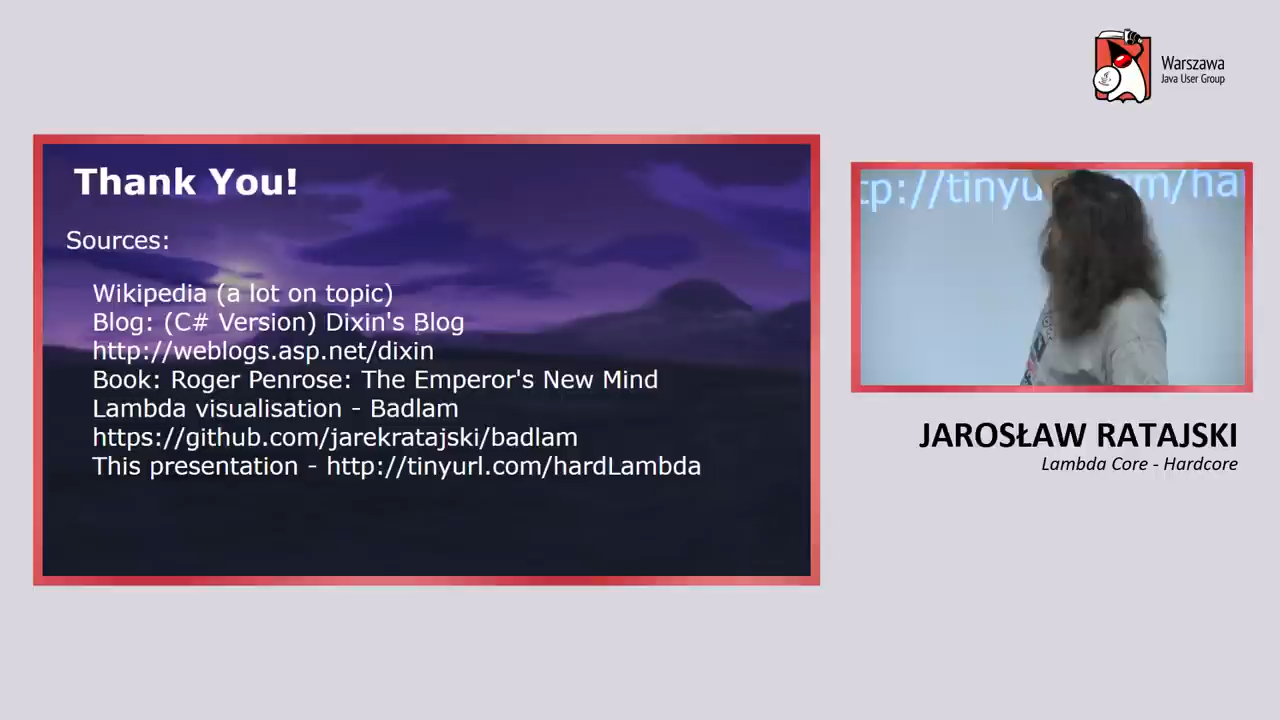 Warszawa
Java User Group
Thank You!
Sources:
Wikipedia (a lot on topic)
Blog: (C# Version) Dixin's Blog
http://weblogs.asp.net/dixin
Book: Roger Penrose: The Emperor's New Mind
Lambda visualisation - Badlam
https://github.com/jarekratajski/badlam
This presentation - http://tinyurl.com/hardLambda
tp://tinyu m/ha
JAROSŁAW RATAJSKI
Lambda Core - Hardcore